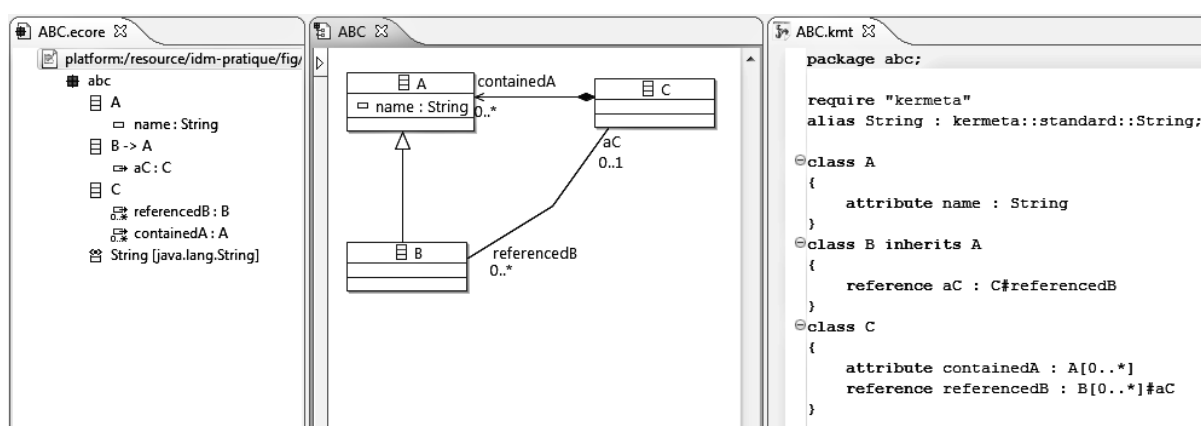 ABC.ecore
platform:/resource/idm-pratique/fig/
abc
A
name : String
B -> A
aC : C
C
referencedB : B
containedA : A
String [java.lang.String]
ABC
A
name : String
containedA
0..*
C
aC
0..1
B
referencedB
0..*
ABC.kmt
package abc;
require "kermeta"
alias String : kermeta::standard::String;
class A
{
attribute name : String
}
class B inherits A
{
reference aC : C#referencedB
}
class C
{
attribute containedA : A[0..*]
reference referencedB : B[0..*]#aC
}